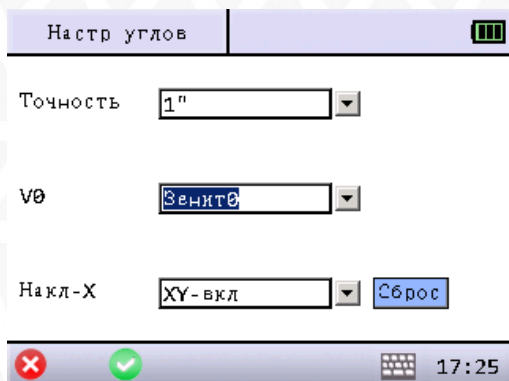 Настр углов
Точность 1"
V0 Зенит0
Накл-X XY-вкл Сброс
17:25